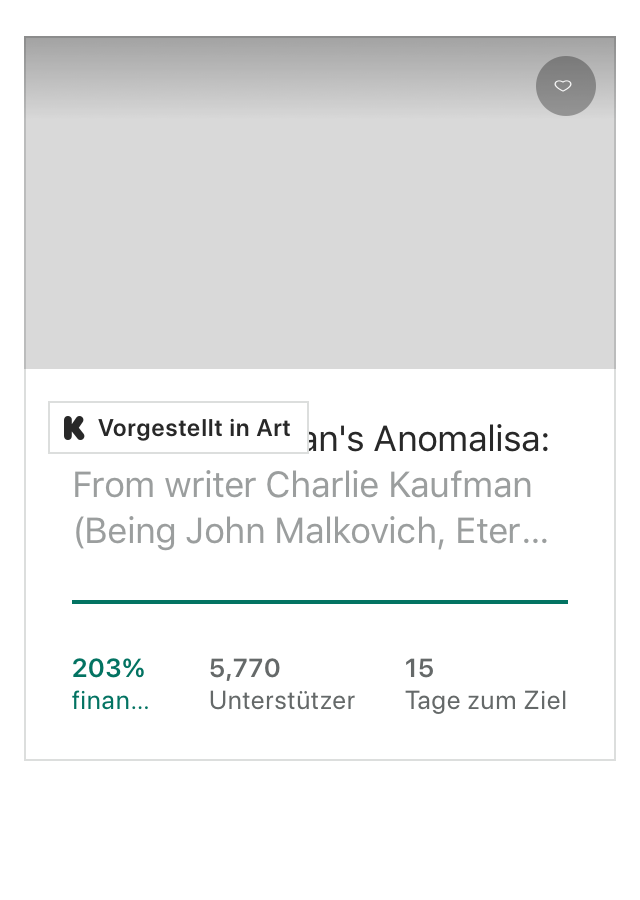 Vorgestellt in Art
an's Anomalisa:
From writer Charlie Kaufman
(Being John Malkovich, Eter...
203%
finan...
5,770
Unterstützer
15
Tage zum Ziel